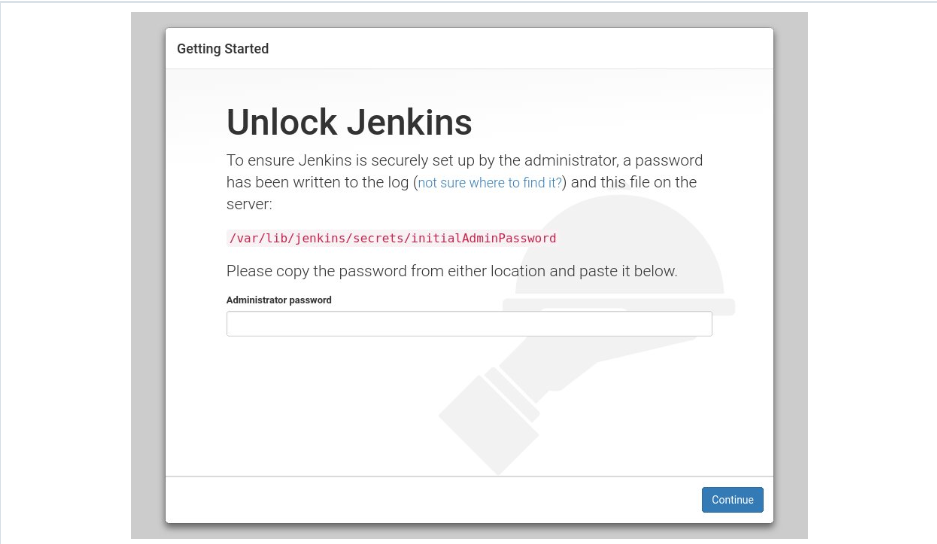 Getting Started
Unlock Jenkins
To ensure Jenkins is securely set up by the administrator, a password
has been written to the log (not sure where to find it?) and this file on the
server:
/var/lib/jenkins/secrets/initialAdminPassword
Please copy the password from either location and paste it below.
Administrator password
Continue